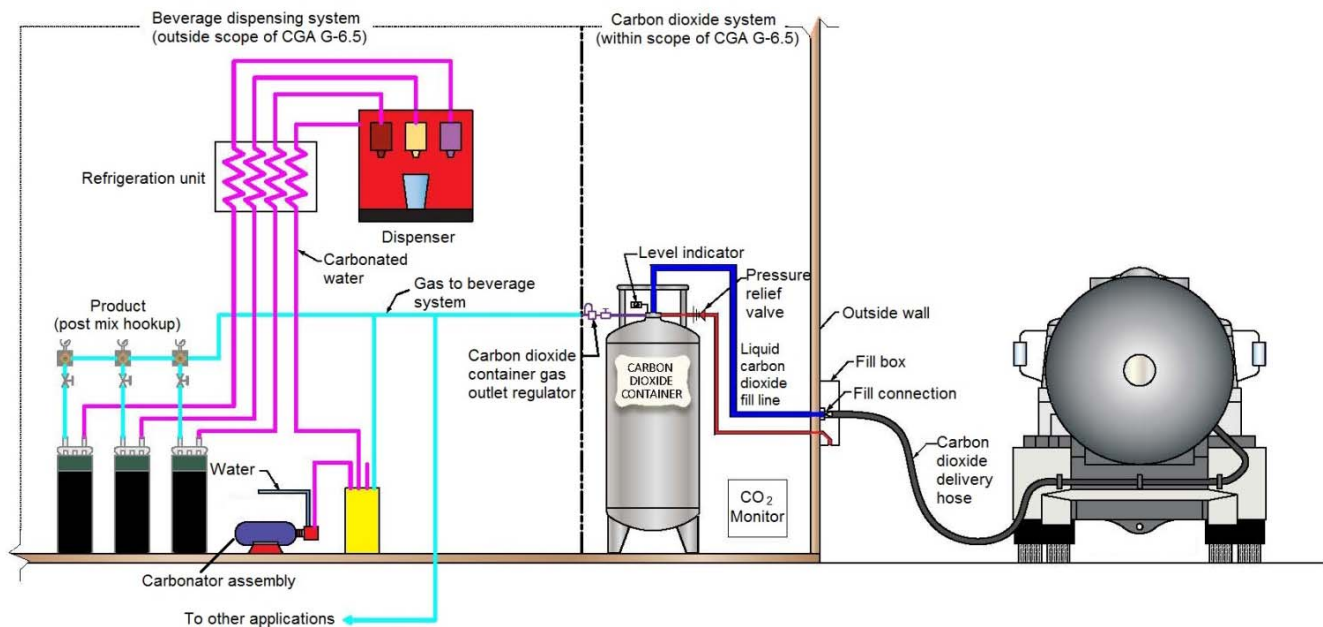 Beverage dispensing system
(outside scope of CGA G-6.5)
Carbon dioxide system
(within scope of CGA G-6.5)
Refrigeration unit
Dispenser
Carbonated
water
Level indicator
Pressure
relief
valve
Gas to beverage
system
Product
(post mix hookup)
Outside wall
Carbon dioxide
container gas
outlet regulator
CARBON
DIOXIDE
CONTAINER
Liquid
carbon
dioxide
fill line
Fill box
Fill connection
Carbon
dioxide
delivery
hose
Water
CO₂
Monitor
Carbonator assembly
To other applications